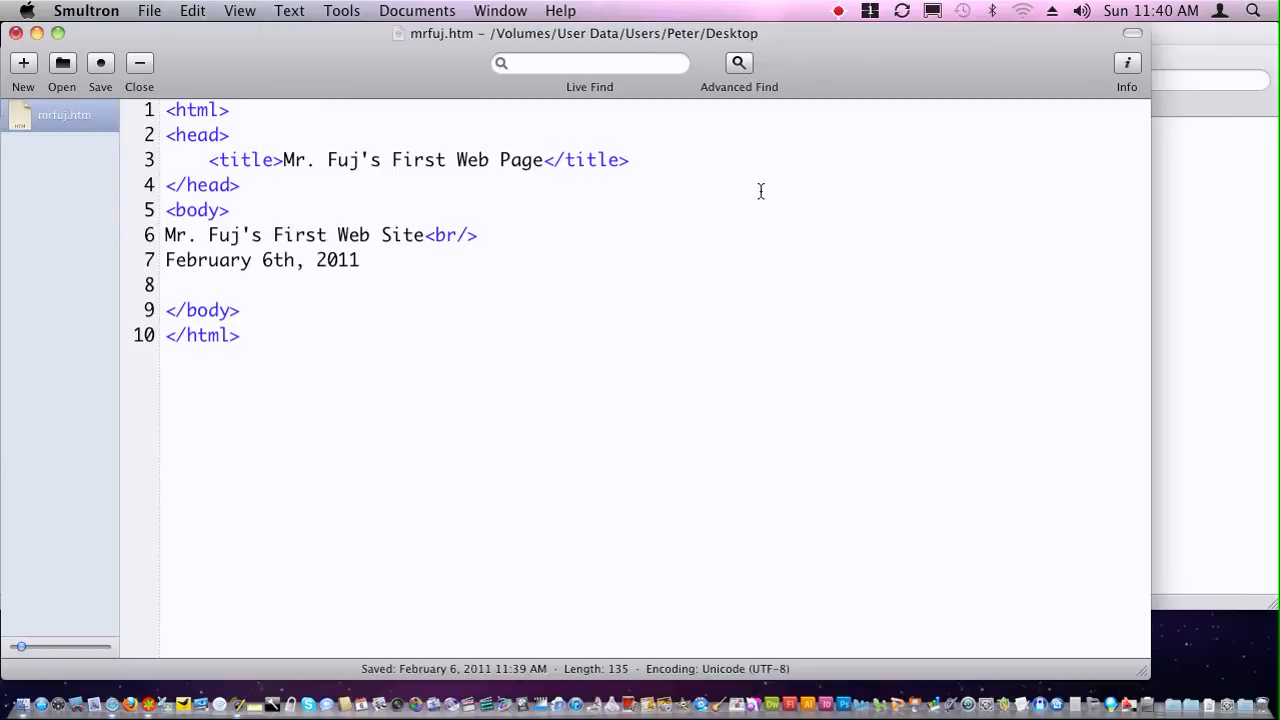 Smultron File Edit View Text Tools Documents Window Help 1 Sun 11:40 AM
mrfuj.htm – /Volumes/User Data/Users/Peter/Desktop
New Open Save Close Live Find Advanced Find Info
mrfuj.htm
1 <html>
2 <head>
3     <title>Mr. Fuj's First Web Page</title>
4 </head>
5 <body>
6 Mr. Fuj's First Web Site<br/>
7 February 6th, 2011
8
9 </body>
10 </html>
Saved: February 6, 2011 11:39 AM · Length: 135 · Encoding: Unicode (UTF-8)